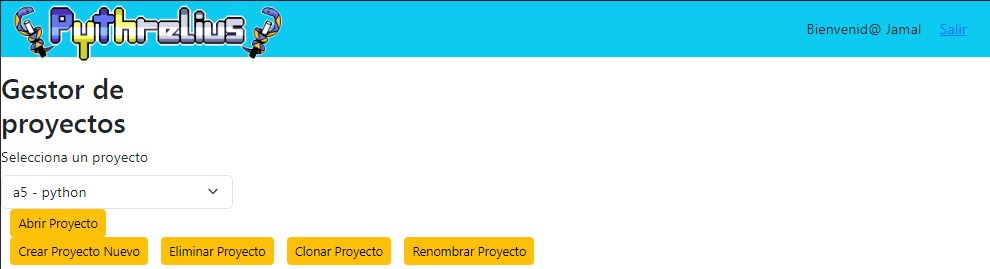 Pythrelius
Bienvenid@ Jamal Salir
Gestor de
proyectos
Selecciona un proyecto
a5 - python
Abrir Proyecto
Crear Proyecto Nuevo Eliminar Proyecto Clonar Proyecto Renombrar Proyecto